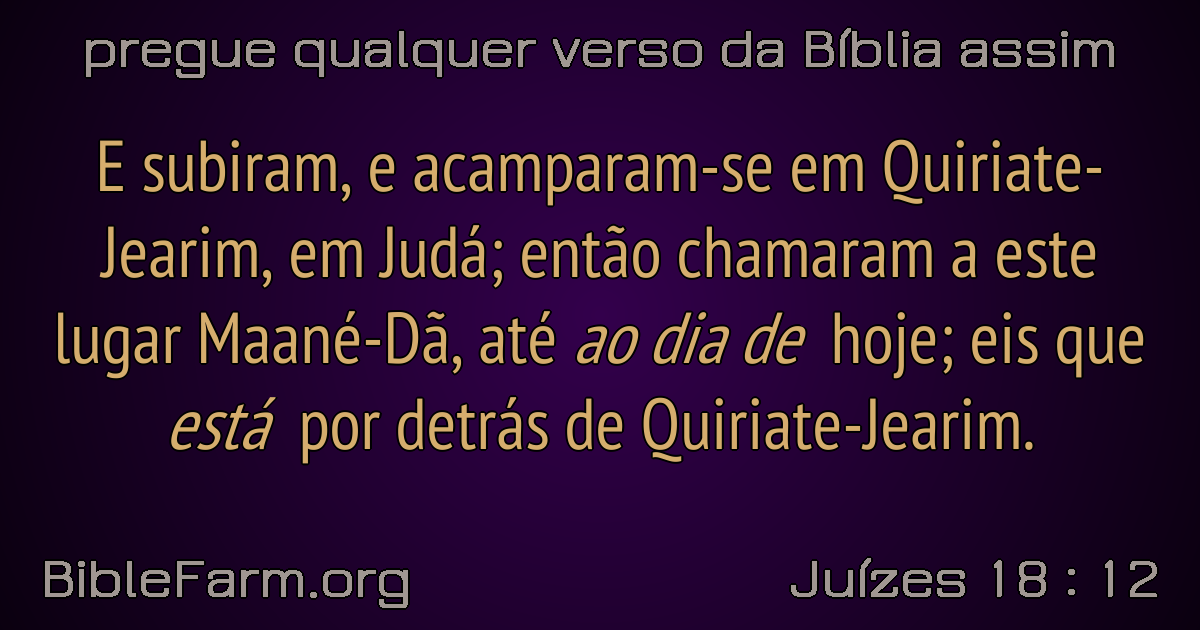 pregue qualquer verso da Bíblia assim
E subiram, e acamparam-se em Quiriate-
Jearim, em Judá; então chamaram a este
lugar Maané-Dã, até ao dia de hoje; eis que
está por detrás de Quiriate-Jearim.
BibleFarm.org
Juízes 18 : 12